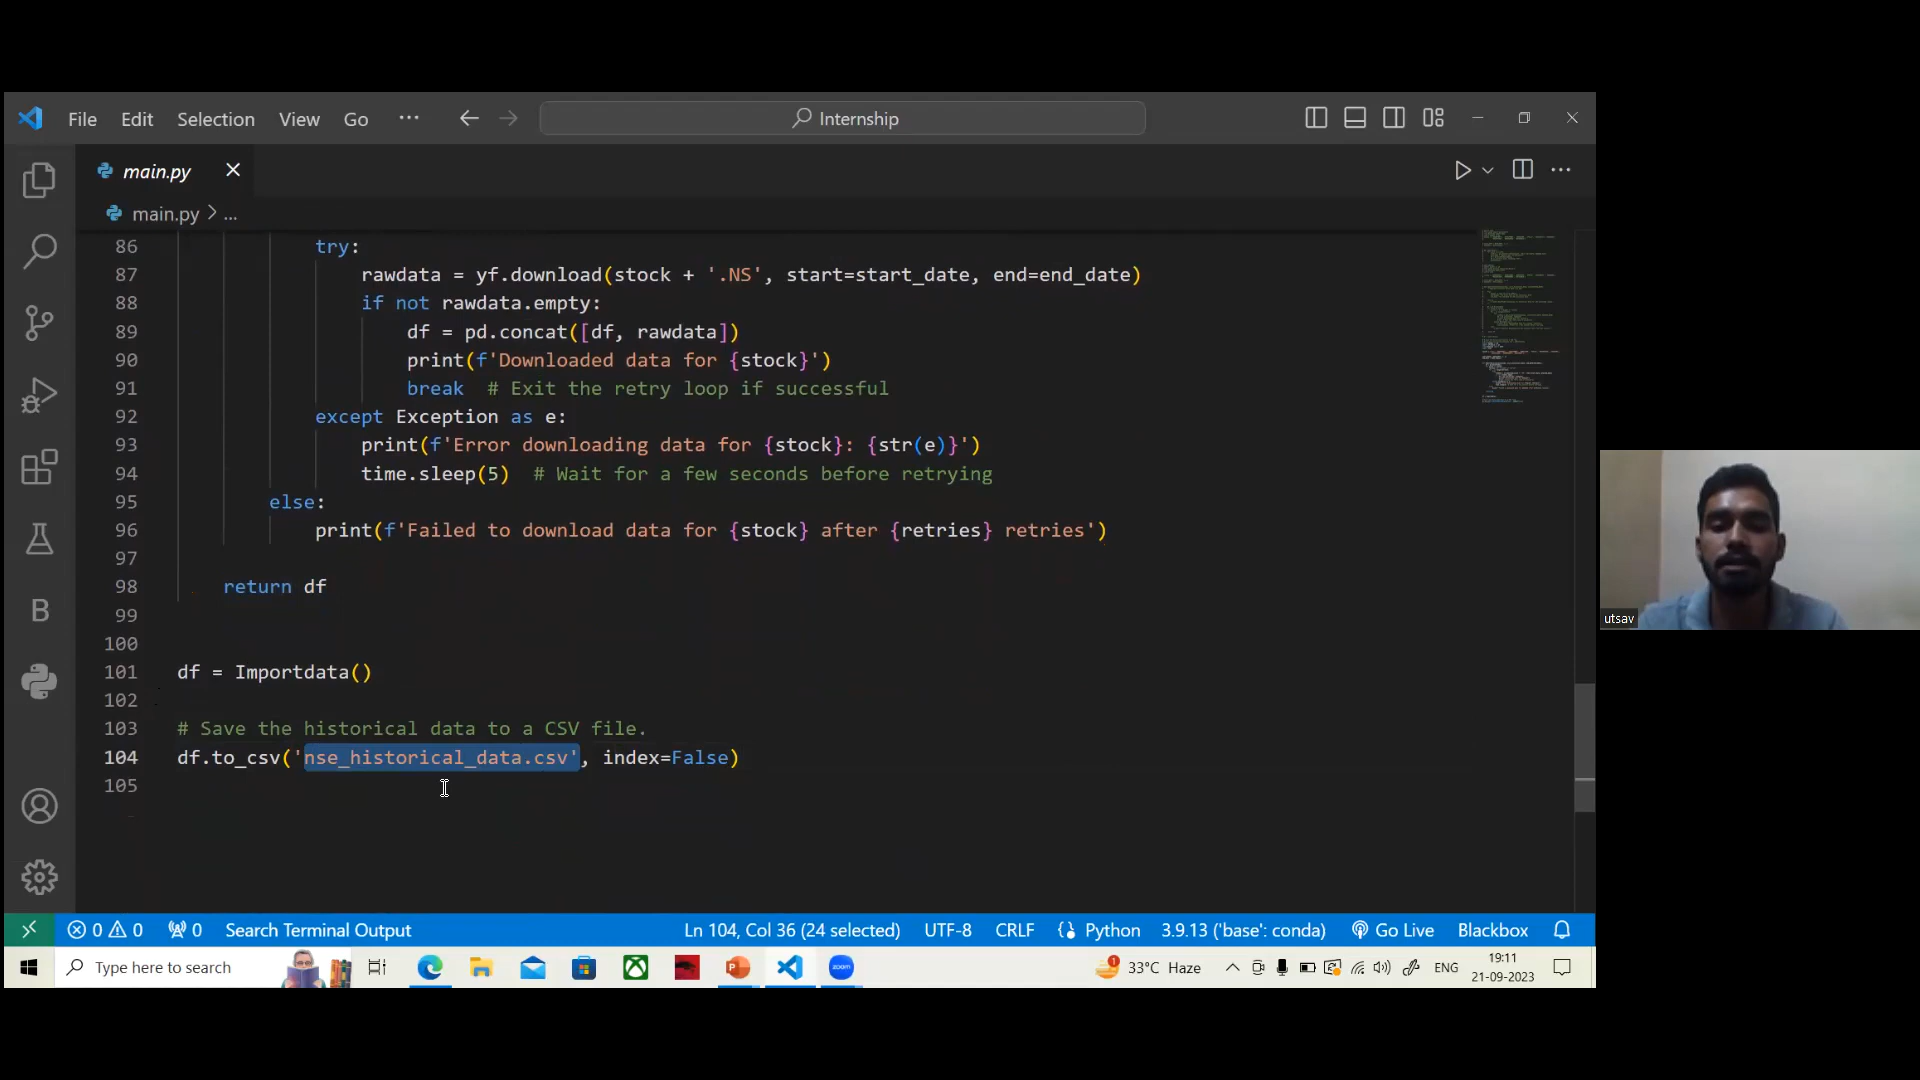 File Edit Selection View Go ··· Internship
main.py
main.py > ...
86 try:
87 rawdata = yf.download(stock + '.NS', start=start_date, end=end_date)
88 if not rawdata.empty:
89 df = pd.concat([df, rawdata])
90 print(f'Downloaded data for {stock}')
91 break # Exit the retry loop if successful
92 except Exception as e:
93 print(f'Error downloading data for {stock}: {str(e)}')
94 time.sleep(5) # Wait for a few seconds before retrying
95 else:
96 print(f'Failed to download data for {stock} after {retries} retries')
97
98 return df
99
100
101 df = Importdata()
102
103 # Save the historical data to a CSV file.
104 df.to_csv('nse_historical_data.csv', index=False)
105
utsav
0 0 0 Search Terminal Output Ln 104, Col 36 (24 selected) UTF-8 CRLF Python 3.9.13 ('base': conda) Go Live Blackbox
Type here to search zoom 1 33°C Haze ENG 19:11
21-09-2023